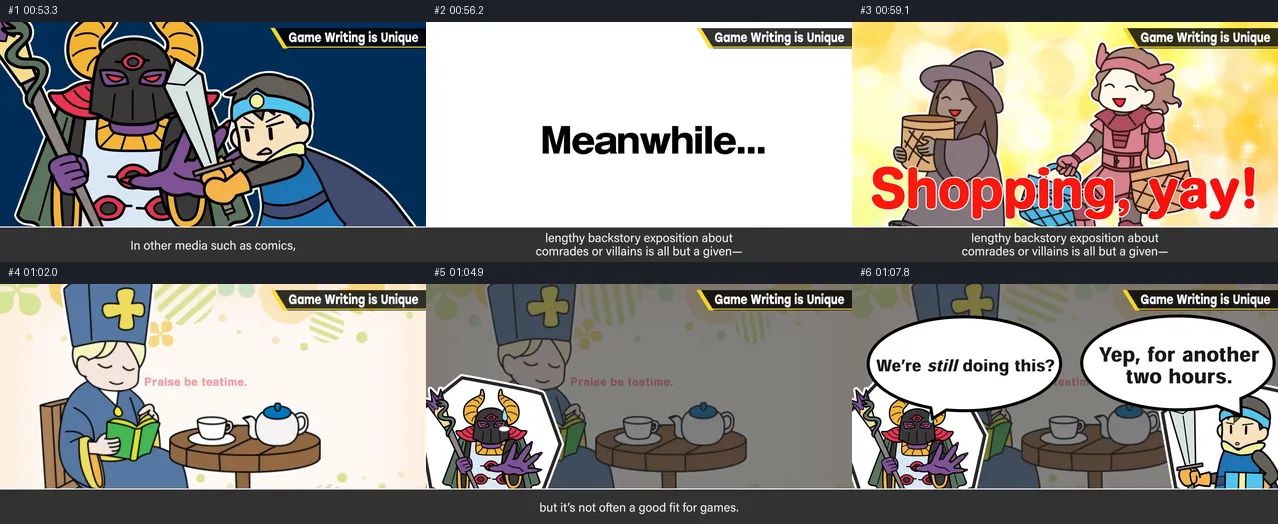 #1 00:53.3
Game Writing is Unique
In other media such as comics,
#2 00:56.2
Game Writing is Unique
Meanwhile...
lengthy backstory exposition about
comrades or villains is all but a given—
#3 00:59.1
Game Writing is Unique
Shopping, yay!
lengthy backstory exposition about
comrades or villains is all but a given—
#4 01:02.0
Game Writing is Unique
Praise be teatime.
#5 01:04.9
Game Writing is Unique
Praise be teatime.
#6 01:07.8
Game Writing is Unique
We're still doing this?
Yep, for another
two hours.
teatim
but it's not often a good fit for games.